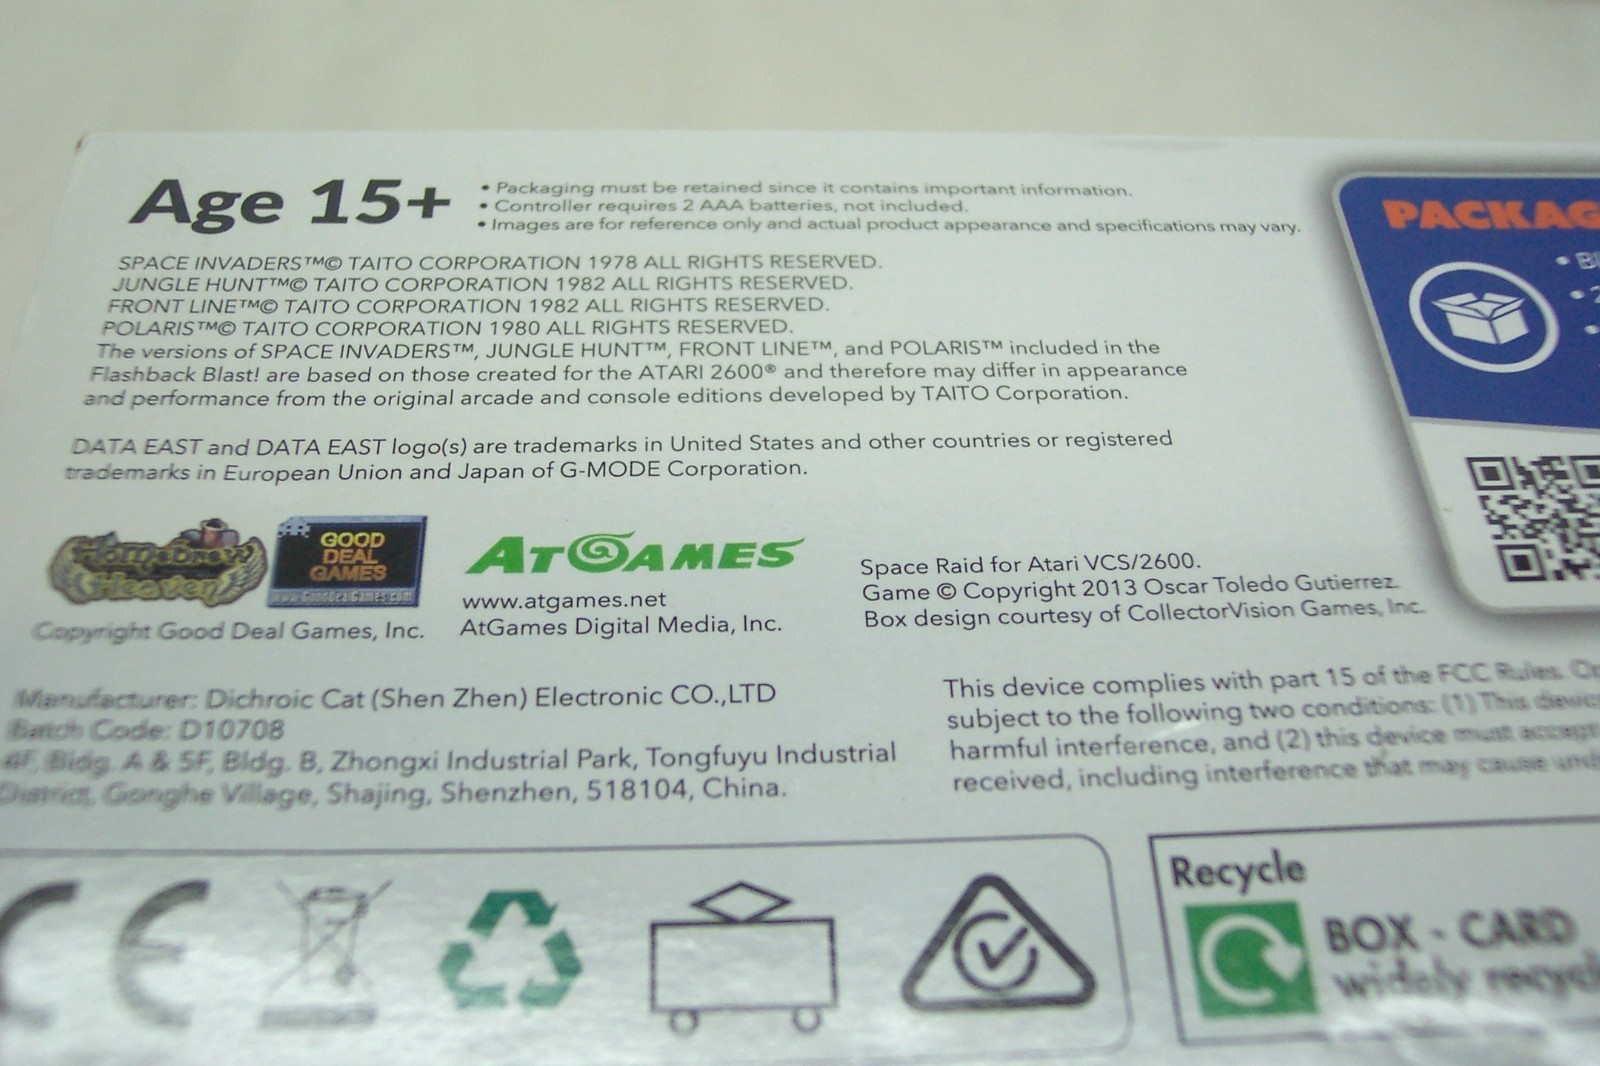 Age 15+
• Packaging must be retained since it contains important information.
• Controller requires 2 AAA batteries, not included.
• Images are for reference only and actual product appearance and specifications may vary.
SPACE INVADERS™© TAITO CORPORATION 1978 ALL RIGHTS RESERVED.
JUNGLE HUNT™© TAITO CORPORATION 1982 ALL RIGHTS RESERVED.
FRONT LINE™© TAITO CORPORATION 1982 ALL RIGHTS RESERVED.
POLARIS™© TAITO CORPORATION 1980 ALL RIGHTS RESERVED.
The versions of SPACE INVADERS™, JUNGLE HUNT™, FRONT LINE™, and POLARIS™ included in the
Flashback Blast! are based on those created for the ATARI 2600® and therefore may differ in appearance
and performance from the original arcade and console editions developed by TAITO Corporation.
DATA EAST and DATA EAST logo(s) are trademarks in United States and other countries or registered
trademarks in European Union and Japan of G-MODE Corporation.
Homebrew
Heaven
GOOD
DEAL
GAMES
www.GoodDealGames.com
Copyright Good Deal Games, Inc.
ATGAMES
www.atgames.net
AtGames Digital Media, Inc.
Space Raid for Atari VCS/2600.
Game © Copyright 2013 Oscar Toledo Gutierrez.
Box design courtesy of CollectorVision Games, Inc.
Manufacturer: Dichroic Cat (Shen Zhen) Electronic CO.,LTD
Batch Code: D10708
4F, Bldg. A & 5F, Bldg. B, Zhongxi Industrial Park, Tongfuyu Industrial
District, Gonghe Village, Shajing, Shenzhen, 518104, China.
This device complies with part 15 of the FCC Rules.
subject to the following two conditions: (1) This
harmful interference, and (2) this device must accept
received, including interference that may cause
PACKAG
CE
Recycle
BOX - CARD
widely